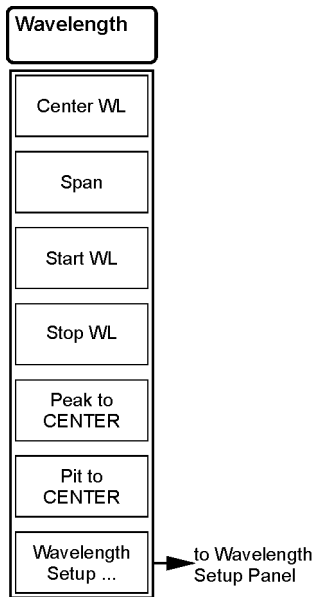 Wavelength
Center WL
Span
Start WL
Stop WL
Peak to
CENTER
Pit to
CENTER
Wavelength
Setup ...
to Wavelength
Setup Panel